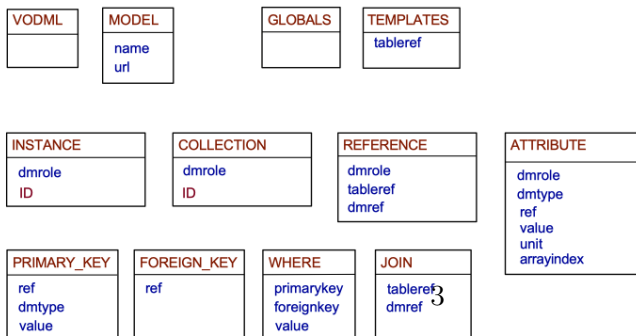 VODML
MODEL
name
url
GLOBALS
TEMPLATES
tableref
INSTANCE
dmrole
ID
COLLECTION
dmrole
ID
REFERENCE
dmrole
tableref
dmref
ATTRIBUTE
dmrole
dmtype
ref
value
unit
arrayindex
PRIMARY_KEY
ref
dmtype
value
FOREIGN_KEY
ref
WHERE
primarykey
foreignkey
value
JOIN
tableref
dmref
3